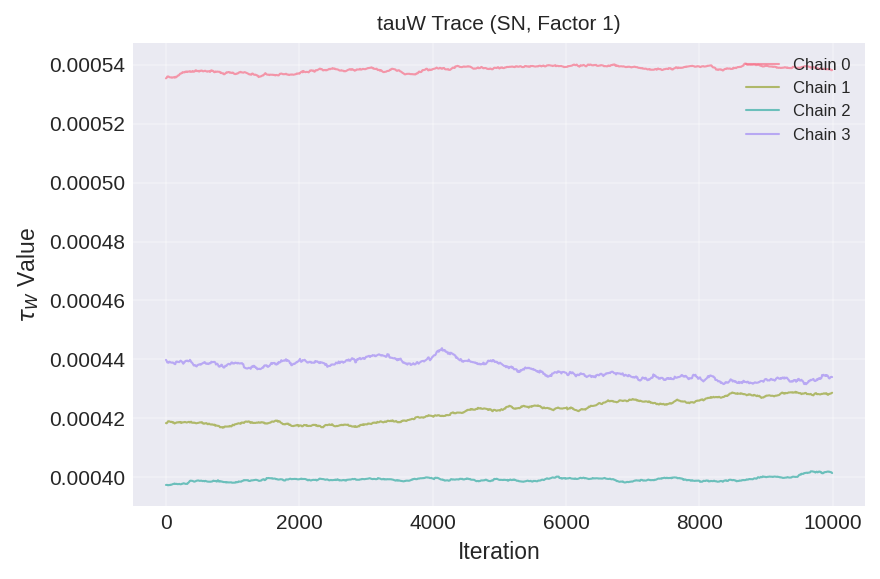 tauW Trace (SN, Factor 1)
0.00054
0.00052
0.00050
0.00048
0.00046
0.00044
0.00042
0.00040
τW Value
Chain 0
Chain 1
Chain 2
Chain 3
0 2000 4000 6000 8000 10000
Iteration